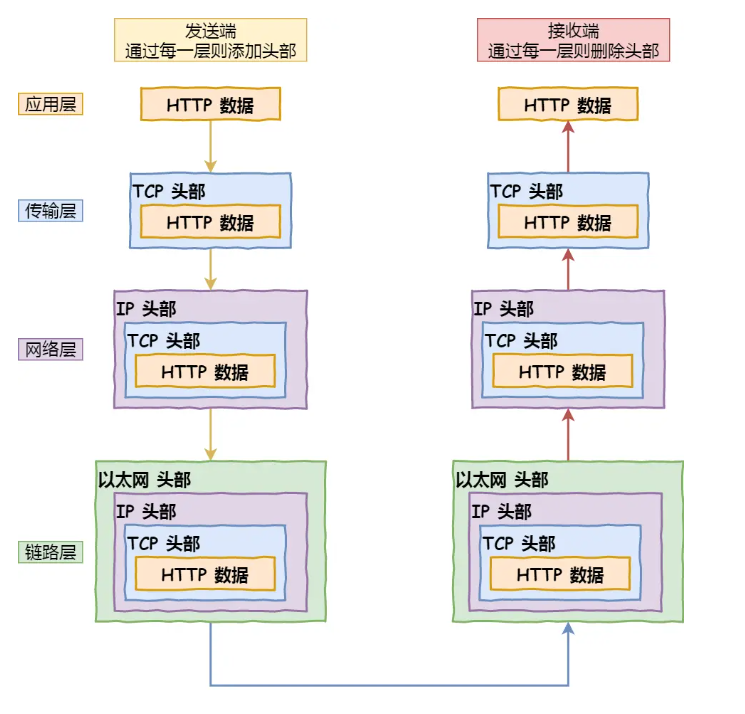 发送端
通过每一层则添加头部
接收端
通过每一层则删除头部
应用层
HTTP 数据
HTTP 数据
传输层
TCP 头部
HTTP 数据
TCP 头部
HTTP 数据
网络层
IP 头部
TCP 头部
HTTP 数据
IP 头部
TCP 头部
HTTP 数据
链路层
以太网 头部
IP 头部
TCP 头部
HTTP 数据
以太网 头部
IP 头部
TCP 头部
HTTP 数据